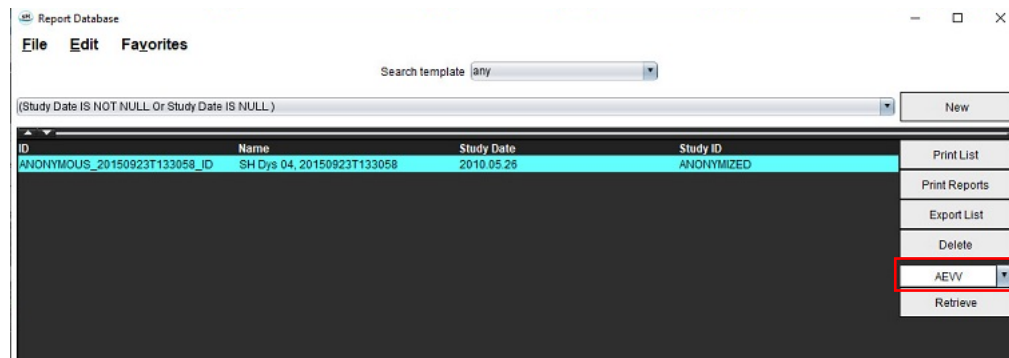 SH Report Database
File Edit Favorites
Search template any
(Study Date IS NOT NULL Or Study Date IS NULL )
New
ID Name Study Date Study ID
ANONYMOUS_20150923T133058_ID SH Dys 04, 20150923T133058 2010.05.26 ANONYMIZED
Print List
Print Reports
Export List
Delete
AEVV
Retrieve